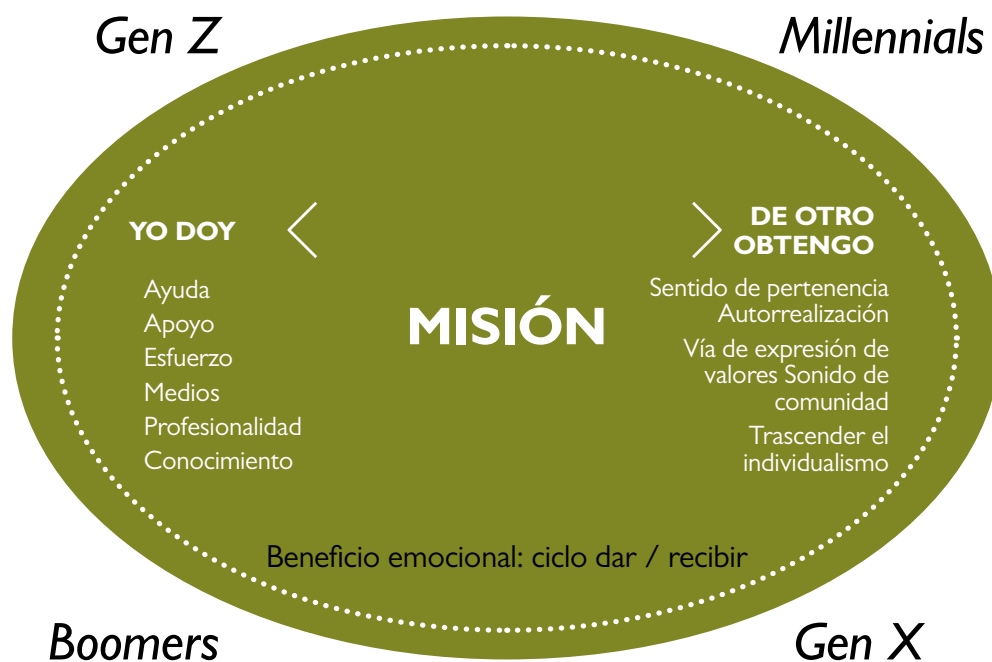 Gen Z
Millennials
YO DOY
Ayuda
Apoyo
Esfuerzo
Medios
Profesionalidad
Conocimiento
MISIÓN
DE OTRO
OBTENGO
Sentido de pertenencia
Autorrealización
Vía de expresión de
valores Sonido de
comunidad
Trascender el
individualismo
Beneficio emocional: ciclo dar / recibir
Boomers
Gen X